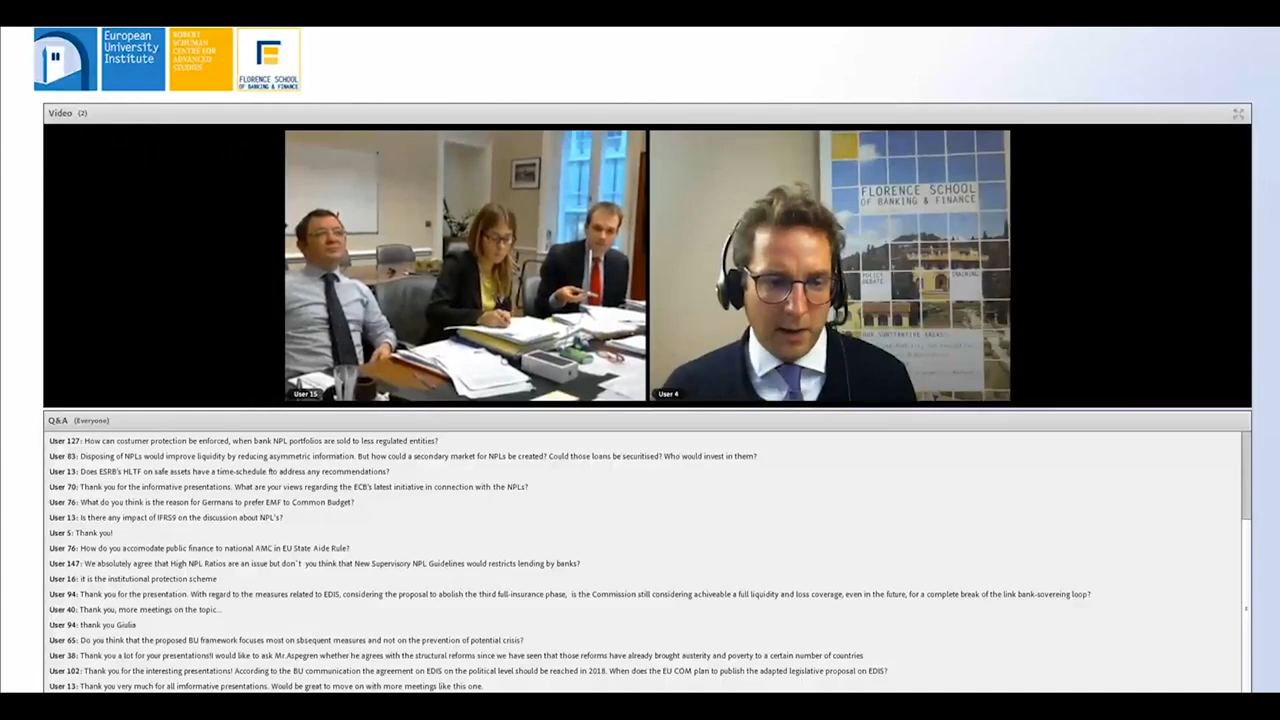 European
University
Institute
ROBERT
SCHUMAN
CENTRE FOR
ADVANCED
STUDIES
FLORENCE SCHOOL
OF BANKING & FINANCE
Video (2)
FLORENCE SCHOOL
OF BANKING & FINANCE
POLICY
DEBATE
TRAINING
OUR SUBSTANTIVE AREAS:
User 15
User 4
Q&A (Everyone)
User 127: How can costumer protection be enforced, when bank NPL portfolios are sold to less regulated entities?
User 83: Disposing of NPLs would improve liquidity by reducing asymmetric information. But how could a secondary market for NPLs be created? Could those loans be securitised? Who would invest in them?
User 13: Does ESRB's HLTF on safe assets have a time-schedule fto address any recommendations?
User 70: Thank you for the informative presentations. What are your views regarding the ECB's latest initiative in connection with the NPLs?
User 76: What do you think is the reason for Germans to prefer EMF to Common Budget?
User 13: Is there any impact of IFRS9 on the discussion about NPL's?
User 5: Thank you!
User 76: How do you accomodate public finance to national AMC in EU State Aide Rule?
User 147: We absolutely agree that High NPL Ratios are an issue but don`t you think that New Supervisory NPL Guidelines would restricts lending by banks?
User 16: it is the institutional protection scheme
User 94: Thank you for the presentation. With regard to the measures related to EDIS, considering the proposal to abolish the third full-insurance phase, is the Commission still considering achiveable a full liquidity and loss coverage, even in the future, for a complete break of the link bank-sovereing loop?
User 40: Thank you, more meetings on the topic...
User 94: thank you Giulia
User 65: Do you think that the proposed BU framework focuses most on sbsequent measures and not on the prevention of potential crisis?
User 38: Thank you a lot for your presentations!I would like to ask Mr.Aspegren whether he agrees with the structural reforms since we have seen that those reforms have already brought austerity and poverty to a certain number of countries
User 102: Thank you for the interesting presentations! According to the BU communication the agreement on EDIS on the political level should be reached in 2018. When does the EU COM plan to publish the adapted legislative proposal on EDIS?
User 13: Thank you very much for all imformative presentations. Would be great to move on with more meetings like this one.